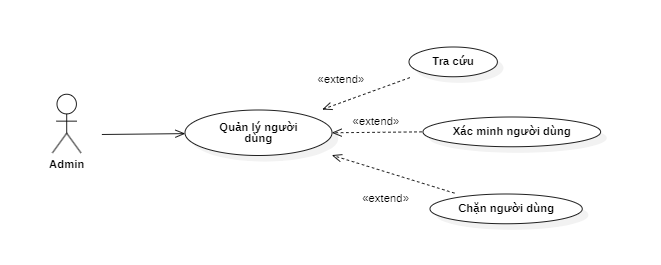 Tra cứu
«extend»
«extend»
Quản lý người
dùng
Xác minh người dùng
Admin
«extend»
Chặn người dùng